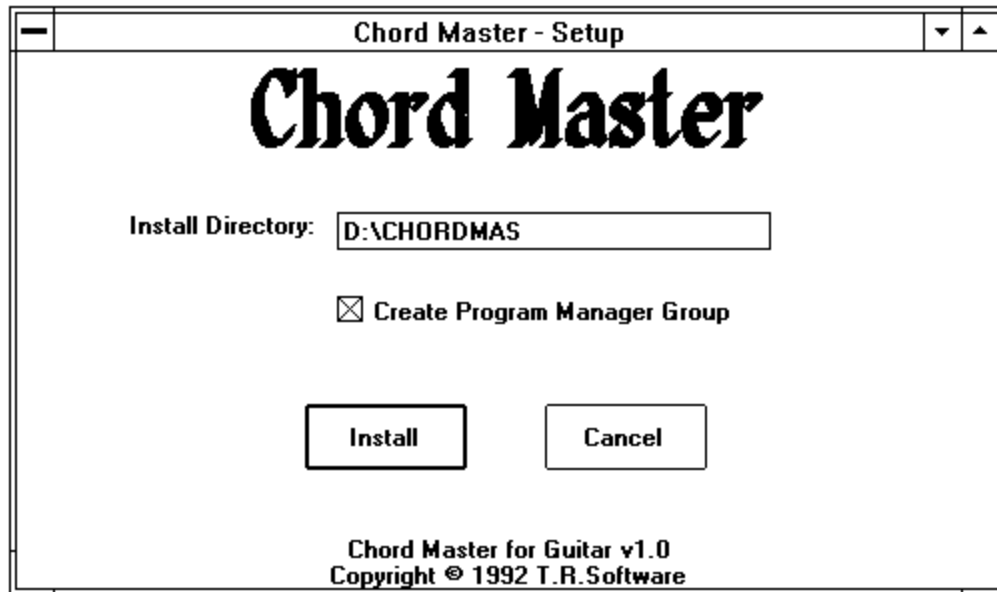 Chord Master - Setup
Chord Master
Install Directory: D:\CHORDMAS
Create Program Manager Group
Install Cancel
Chord Master for Guitar v1.0
Copyright © 1992 T.R.Software